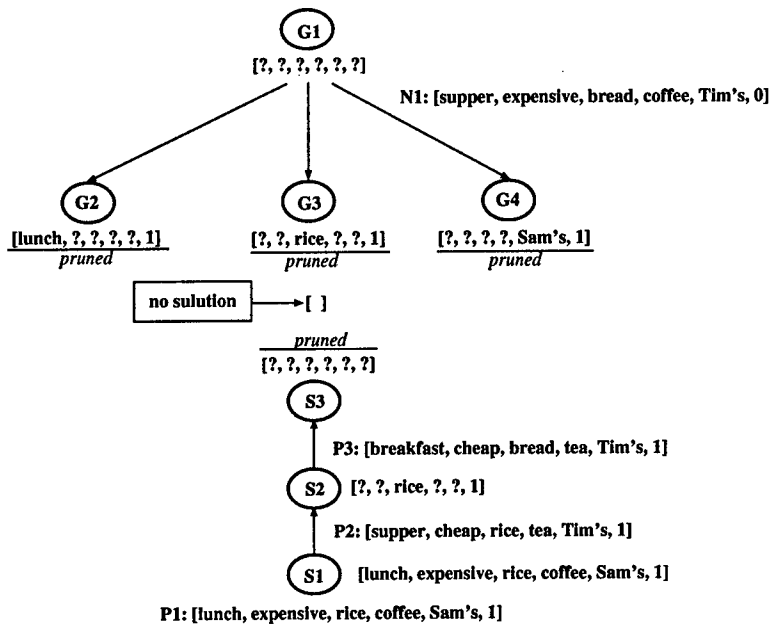 G1
[?, ?, ?, ?, ?, ?]
N1: [supper, expensive, bread, coffee, Tim's, 0]
G2 G3 G4
[lunch, ?, ?, ?, ?, 1] [?, ?, rice, ?, ?, 1] [?, ?, ?, ?, Sam's, 1]
pruned pruned pruned
no sulution [ ]
pruned
[?, ?, ?, ?, ?, ?]
S3
P3: [breakfast, cheap, bread, tea, Tim's, 1]
S2 [?, ?, rice, ?, ?, 1]
P2: [supper, cheap, rice, tea, Tim's, 1]
S1 [lunch, expensive, rice, coffee, Sam's, 1]
P1: [lunch, expensive, rice, coffee, Sam's, 1]